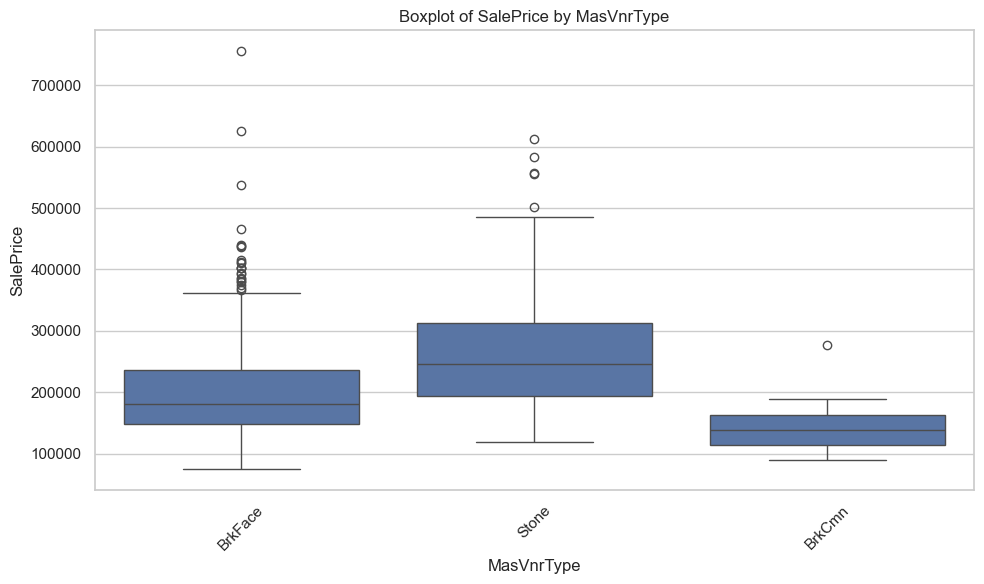 Boxplot of SalePrice by MasVnrType
SalePrice
700000
600000
500000
400000
300000
200000
100000
BrkFace
Stone
BrkCmn
MasVnrType